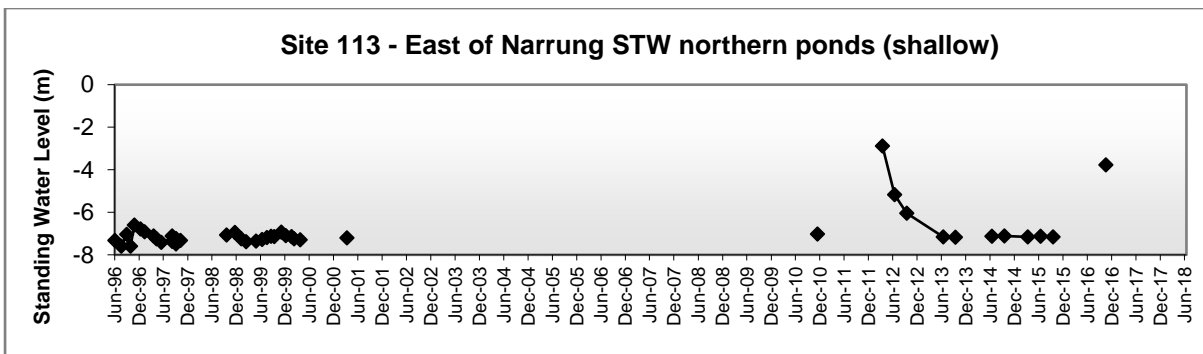 Site 113 - East of Narrung STW northern ponds (shallow)
Standing Water Level (m)
0
-2
-4
-6
-8
Jun-96
Dec-96
Jun-97
Dec-97
Jun-98
Dec-98
Jun-99
Dec-99
Jun-00
Dec-00
Jun-01
Dec-01
Jun-02
Dec-02
Jun-03
Dec-03
Jun-04
Dec-04
Jun-05
Dec-05
Jun-06
Dec-06
Jun-07
Dec-07
Jun-08
Dec-08
Jun-09
Dec-09
Jun-10
Dec-10
Jun-11
Dec-11
Jun-12
Dec-12
Jun-13
Dec-13
Jun-14
Dec-14
Jun-15
Dec-15
Jun-16
Dec-16
Jun-17
Dec-17
Jun-18